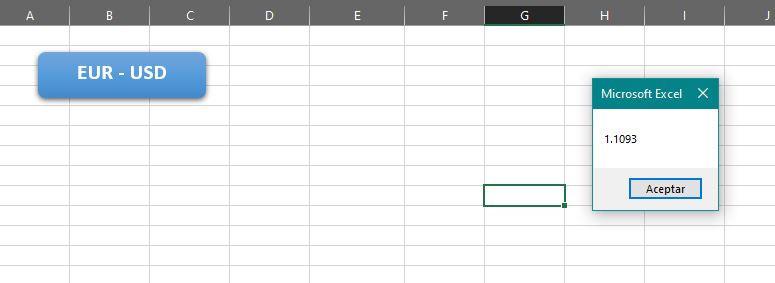 A B C D E F G H I J
EUR - USD
Microsoft Excel
1.1093
Aceptar